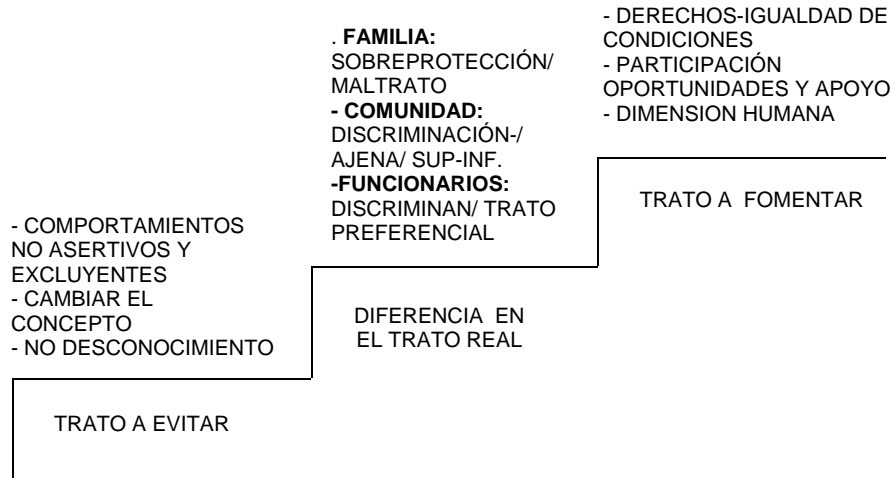 - COMPORTAMIENTOS
NO ASERTIVOS Y
EXCLUYENTES
- CAMBIAR EL
CONCEPTO
- NO DESCONOCIMIENTO
TRATO A EVITAR
. FAMILIA:
SOBREPROTECCIÓN/
MALTRATO
- COMUNIDAD:
DISCRIMINACIÓN-/
AJENA/ SUP-INF.
-FUNCIONARIOS:
DISCRIMINAN/ TRATO
PREFERENCIAL
DIFERENCIA EN
EL TRATO REAL
- DERECHOS-IGUALDAD DE
CONDICIONES
- PARTICIPACIÓN
OPORTUNIDADES Y APOYO
- DIMENSION HUMANA
TRATO A FOMENTAR